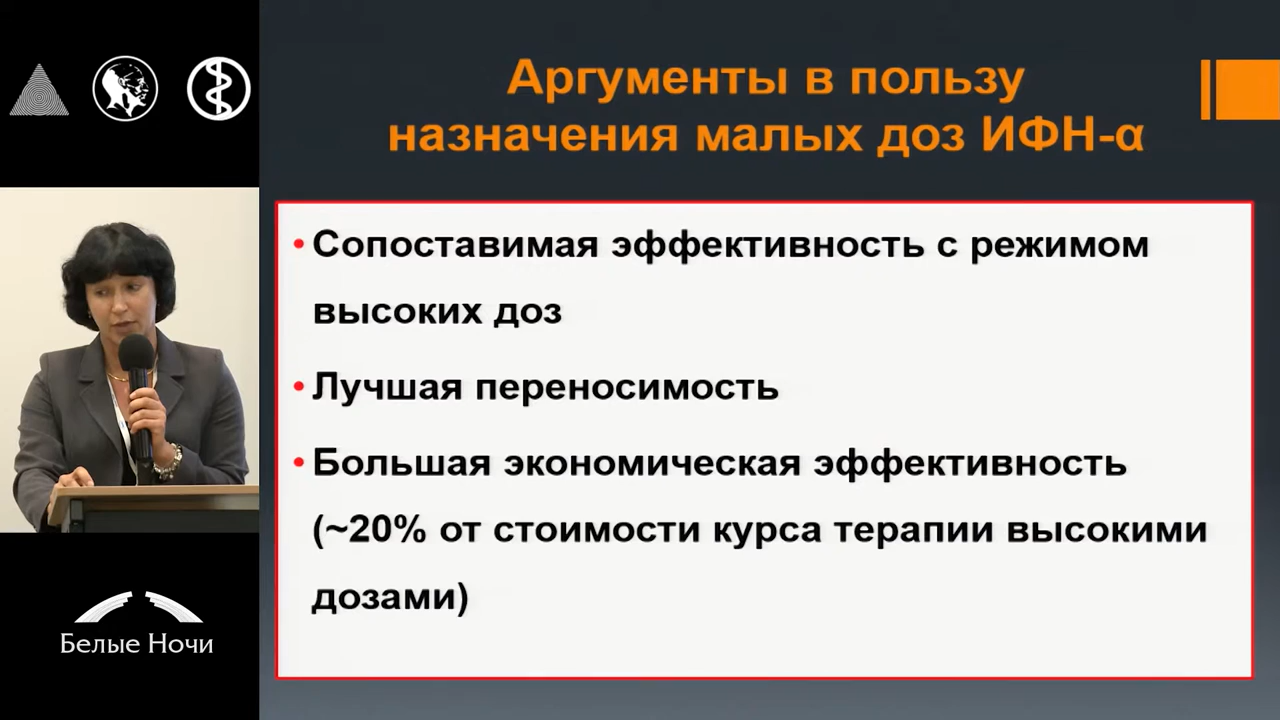 Аргументы в пользу
назначения малых доз ИФН-α
• Сопоставимая эффективность с режимом
высоких доз
• Лучшая переносимость
• Большая экономическая эффективность
(~20% от стоимости курса терапии высокими
дозами)
Белые Ночи